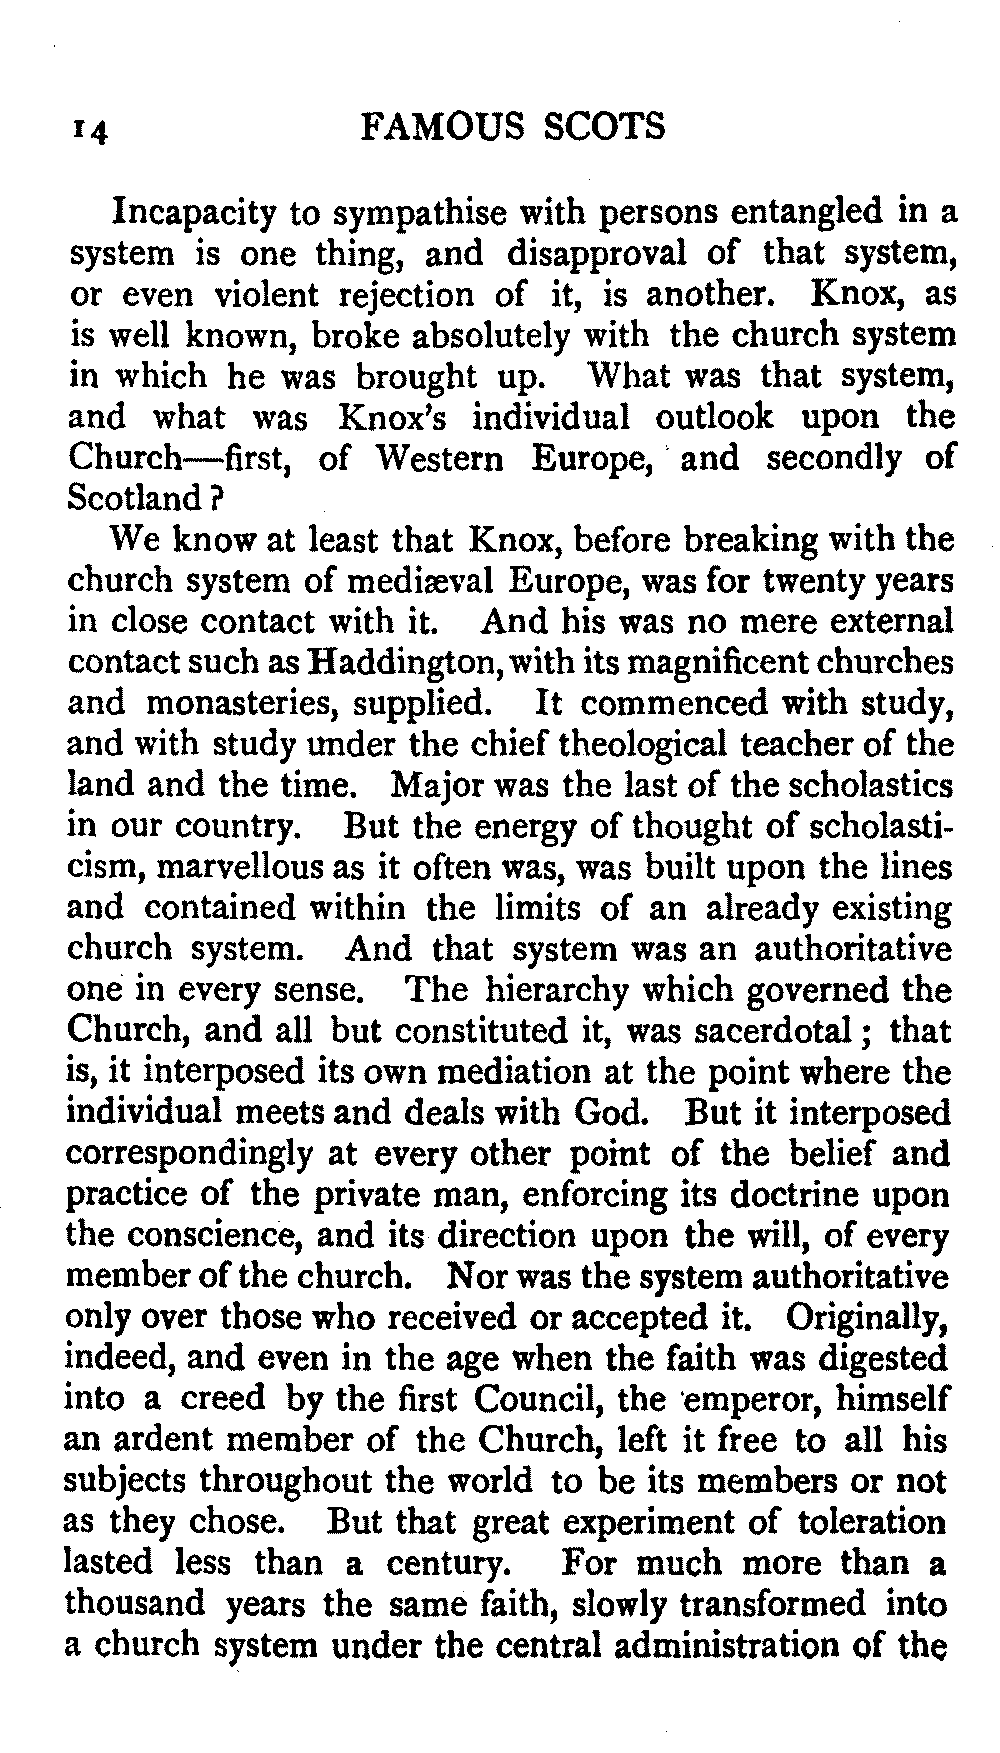 14 FAMOUS SCOTS
Incapacity to sympathise with persons entangled in a
system is one thing, and disapproval of that system,
or even violent rejection of it, is another. Knox, as
is well known, broke absolutely with the church system
in which he was brought up. What was that system,
and what was Knox's individual outlook upon the
Church—first, of Western Europe, and secondly of
Scotland ?
We know at least that Knox, before breaking with the
church system of mediæval Europe, was for twenty years
in close contact with it. And his was no mere external
contact such as Haddington, with its magnificent churches
and monasteries, supplied. It commenced with study,
and with study under the chief theological teacher of the
land and the time. Major was the last of the scholastics
in our country. But the energy of thought of scholasti-
cism, marvellous as it often was, was built upon the lines
and contained within the limits of an already existing
church system. And that system was an authoritative
one in every sense. The hierarchy which governed the
Church, and all but constituted it, was sacerdotal ; that
is, it interposed its own mediation at the point where the
individual meets and deals with God. But it interposed
correspondingly at every other point of the belief and
practice of the private man, enforcing its doctrine upon
the conscience, and its direction upon the will, of every
member of the church. Nor was the system authoritative
only over those who received or accepted it. Originally,
indeed, and even in the age when the faith was digested
into a creed by the first Council, the emperor, himself
an ardent member of the Church, left it free to all his
subjects throughout the world to be its members or not
as they chose. But that great experiment of toleration
lasted less than a century. For much more than a
thousand years the same faith, slowly transformed into
a church system under the central administration of the